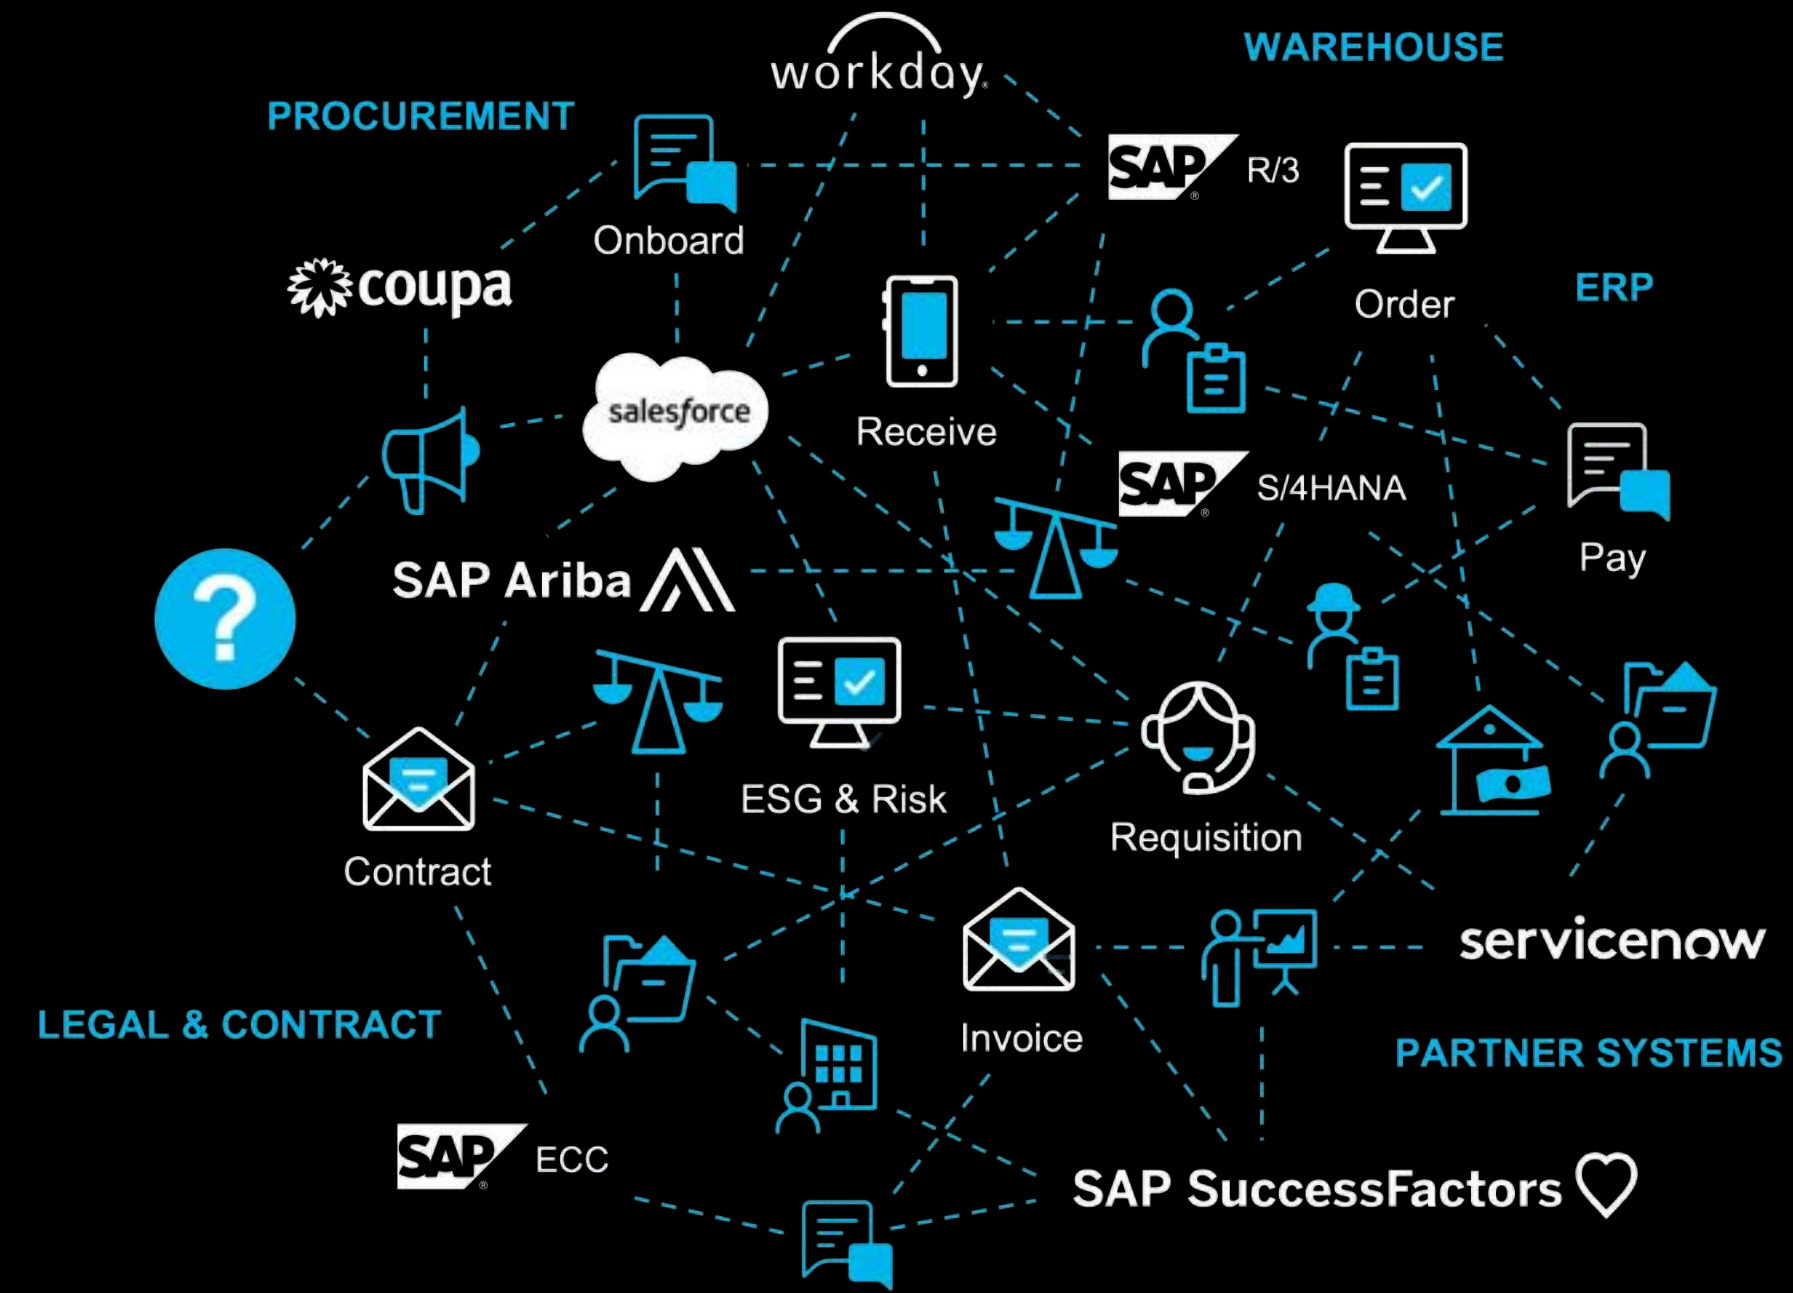 workday
WAREHOUSE
PROCUREMENT
SAP R/3
Onboard
coupa
Order
ERP
salesforce
Receive
SAP S/4HANA
Pay
SAP Ariba
?
ESG & Risk
Requisition
Contract
servicenow
LEGAL & CONTRACT
Invoice
PARTNER SYSTEMS
SAP ECC
SAP SuccessFactors